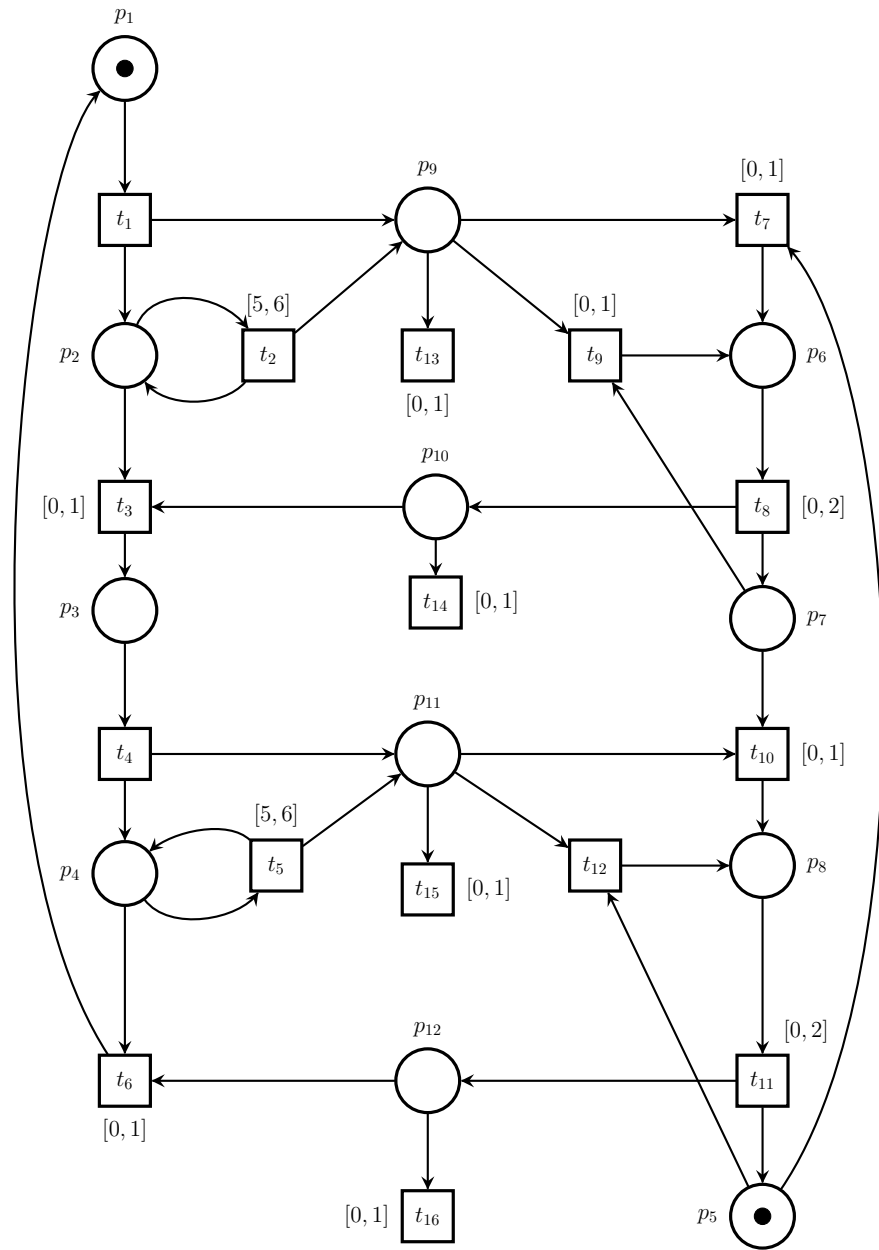 p1
[0, 1]
p9
t1
t7
[5, 6]
[0, 1]
p2
t2
t13
t9
p6
[0, 1]
p10
[0, 1]
t3
t8
[0, 2]
p3
t14
[0, 1]
p7
p11
t4
t10
[0, 1]
[5, 6]
p4
t5
t12
p8
t15
[0, 1]
p12
[0, 2]
t6
t11
[0, 1]
[0, 1]
t16
p5